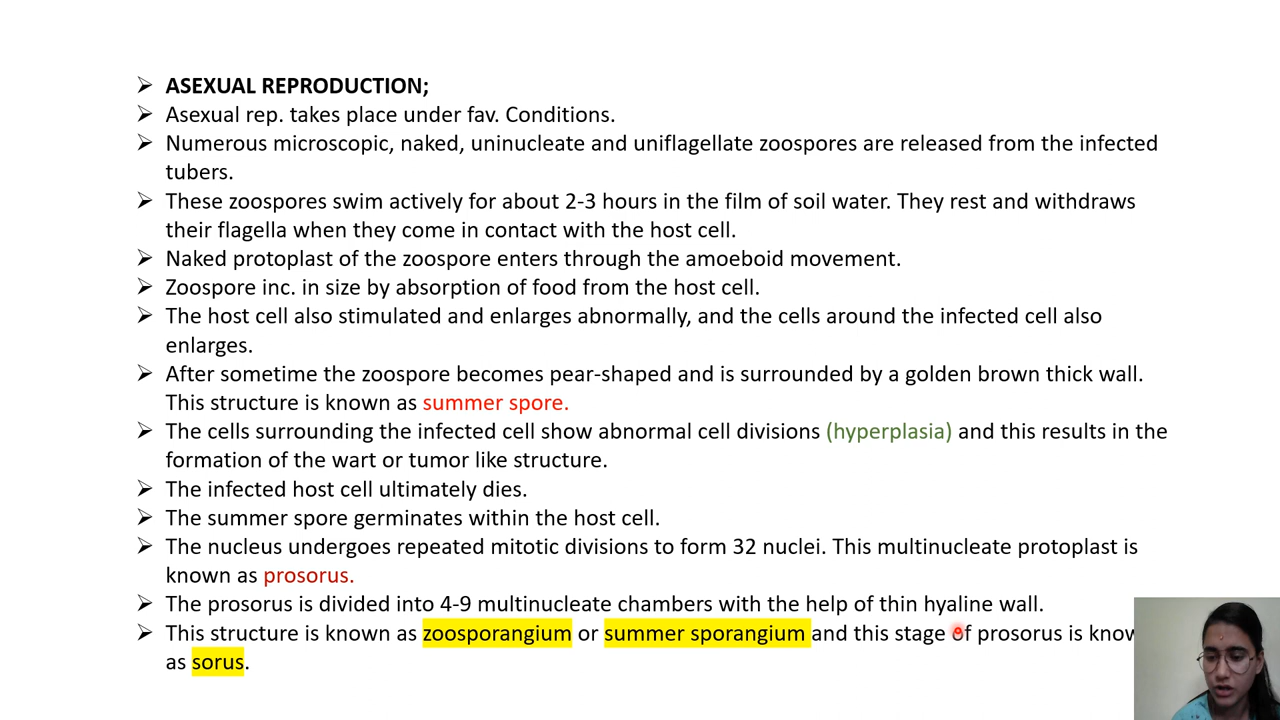 ASEXUAL REPRODUCTION;
Asexual rep. takes place under fav. Conditions.
Numerous microscopic, naked, uninucleate and uniflagellate zoospores are released from the infected
tubers.
These zoospores swim actively for about 2-3 hours in the film of soil water. They rest and withdraws
their flagella when they come in contact with the host cell.
Naked protoplast of the zoospore enters through the amoeboid movement.
Zoospore inc. in size by absorption of food from the host cell.
The host cell also stimulated and enlarges abnormally, and the cells around the infected cell also
enlarges.
After sometime the zoospore becomes pear-shaped and is surrounded by a golden brown thick wall.
This structure is known as summer spore.
The cells surrounding the infected cell show abnormal cell divisions (hyperplasia) and this results in the
formation of the wart or tumor like structure.
The infected host cell ultimately dies.
The summer spore germinates within the host cell.
The nucleus undergoes repeated mitotic divisions to form 32 nuclei. This multinucleate protoplast is
known as prosorus.
The prosorus is divided into 4-9 multinucleate chambers with the help of thin hyaline wall.
This structure is known as zoosporangium or summer sporangium and this stage of prosorus is know
as sorus.